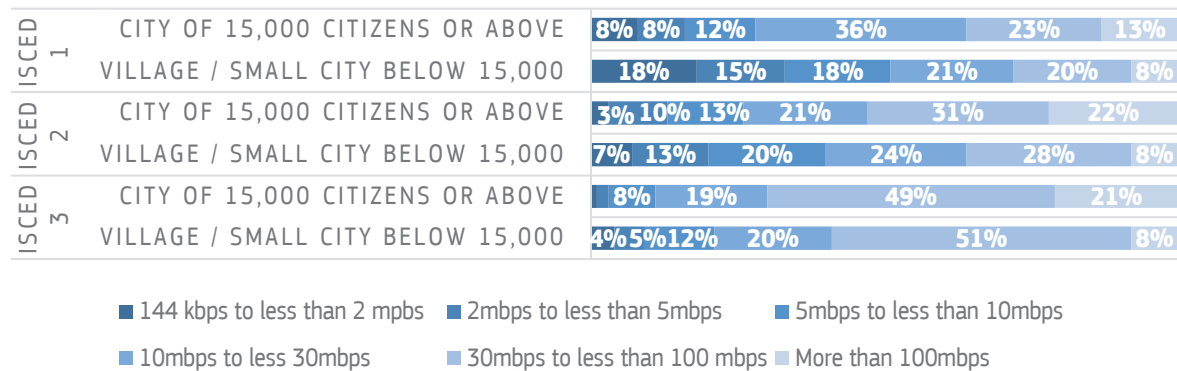 ISCED 1
CITY OF 15,000 CITIZENS OR ABOVE 8% 8% 12% 36% 23% 13%
VILLAGE / SMALL CITY BELOW 15,000 18% 15% 18% 21% 20% 8%
ISCED 2
CITY OF 15,000 CITIZENS OR ABOVE 3% 10% 13% 21% 31% 22%
VILLAGE / SMALL CITY BELOW 15,000 7% 13% 20% 24% 28% 8%
ISCED 3
CITY OF 15,000 CITIZENS OR ABOVE 8% 19% 49% 21%
VILLAGE / SMALL CITY BELOW 15,000 4% 5% 12% 20% 51% 8%
144 kbps to less than 2 mpbs 2mbps to less than 5mbps 5mbps to less than 10mbps
10mbps to less 30mbps 30mbps to less than 100 mbps More than 100mbps